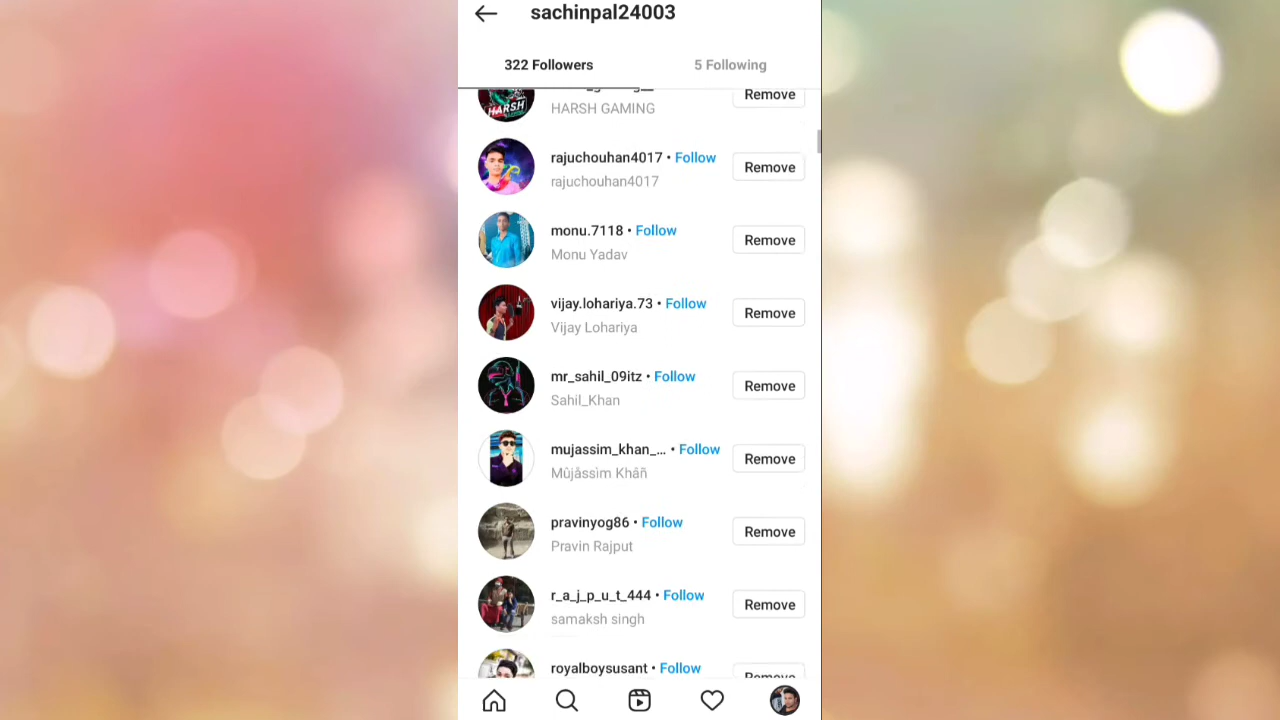 sachinpal24003
322 Followers
5 Following
HARSH
HARSH GAMING
Remove
rajuchouhan4017 • Follow
rajuchouhan4017
Remove
monu.7118 • Follow
Monu Yadav
Remove
vijay.lohariya.73 • Follow
Vijay Lohariya
Remove
mr_sahil_09itz • Follow
Sahil_Khan
Remove
mujassim_khan_... • Follow
Mûjâssìm Khâñ
Remove
pravinyog86 • Follow
Pravin Rajput
Remove
r_a_j_p_u_t_444 • Follow
samaksh singh
Remove
royalboysusant • Follow
Remove